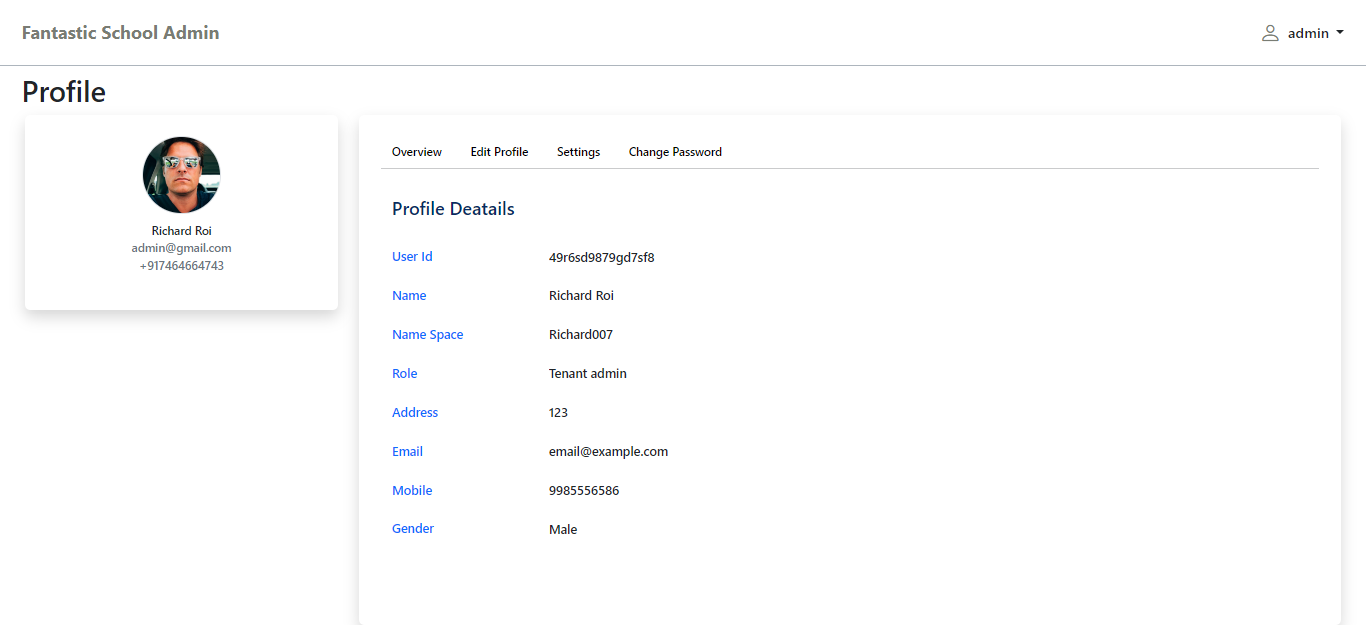 Fantastic School Admin
admin
Profile
Richard Roi
admin@gmail.com
+917464664743
Overview Edit Profile Settings Change Password
Profile Deatails
User Id 49r6sd9879gd7sf8
Name Richard Roi
Name Space Richard007
Role Tenant admin
Address 123
Email email@example.com
Mobile 9985556586
Gender Male